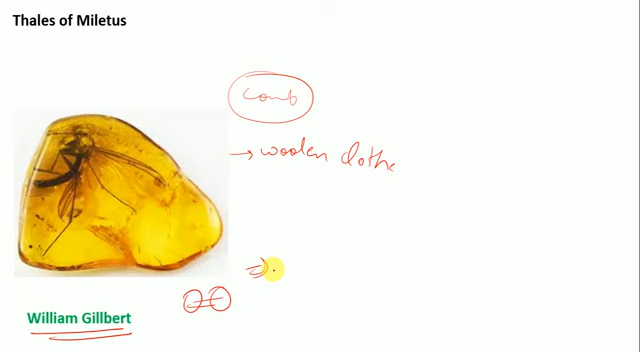 Thales of Miletus
comb
→ woolen clothe
William Gillbert